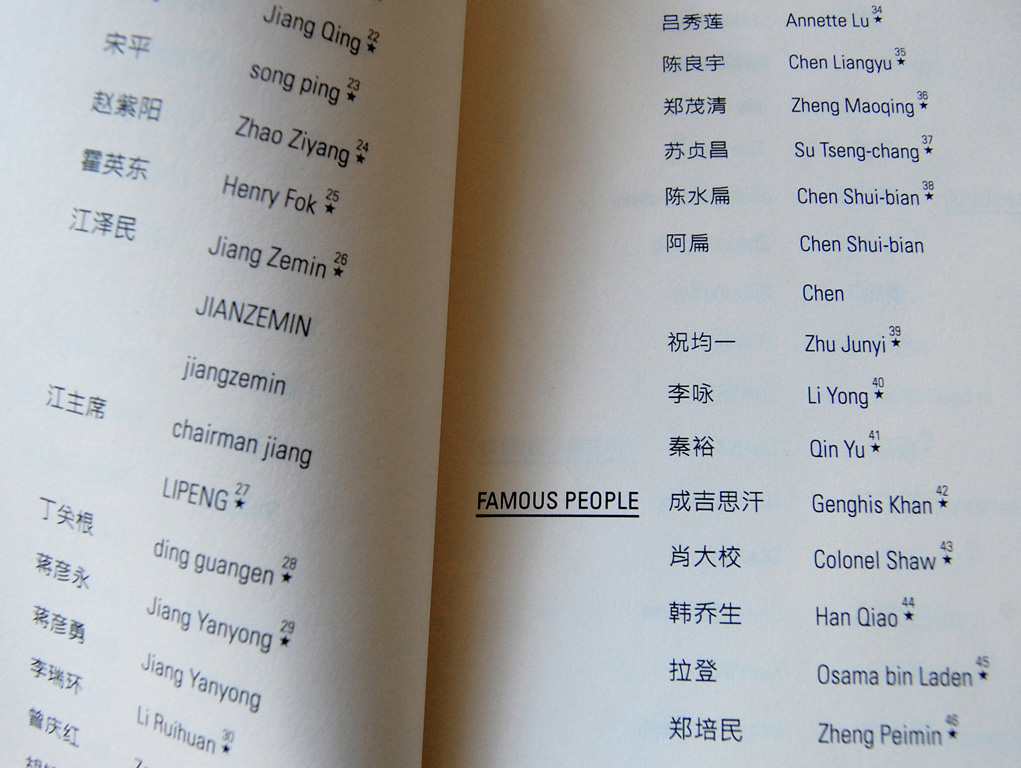 Jiang Qing 22★
宋平 song ping 23★
赵紫阳 Zhao Ziyang 24★
霍英东 Henry Fok 25★
江泽民 Jiang Zemin 26★
JIANZEMIN
jiangzemin
江主席 chairman jiang
LIPENG 27★
丁关根 ding guangen 28★
蒋彦永 Jiang Yanyong 29★
蒋彦勇 Jiang Yanyong
李瑞环 Li Ruihuan 30★
曾庆红
吕秀莲 Annette Lu 34★
陈良宇 Chen Liangyu 35★
郑茂清 Zheng Maoqing 36★
苏贞昌 Su Tseng-chang 37★
陈水扁 Chen Shui-bian 38★
阿扁 Chen Shui-bian
Chen
祝均一 Zhu Junyi 39★
李咏 Li Yong 40★
秦裕 Qin Yu 41★
FAMOUS PEOPLE 成吉思汗 Genghis Khan 42★
肖大校 Colonel Shaw 43★
韩乔生 Han Qiao 44★
拉登 Osama bin Laden 45★
郑培民 Zheng Peimin 46★